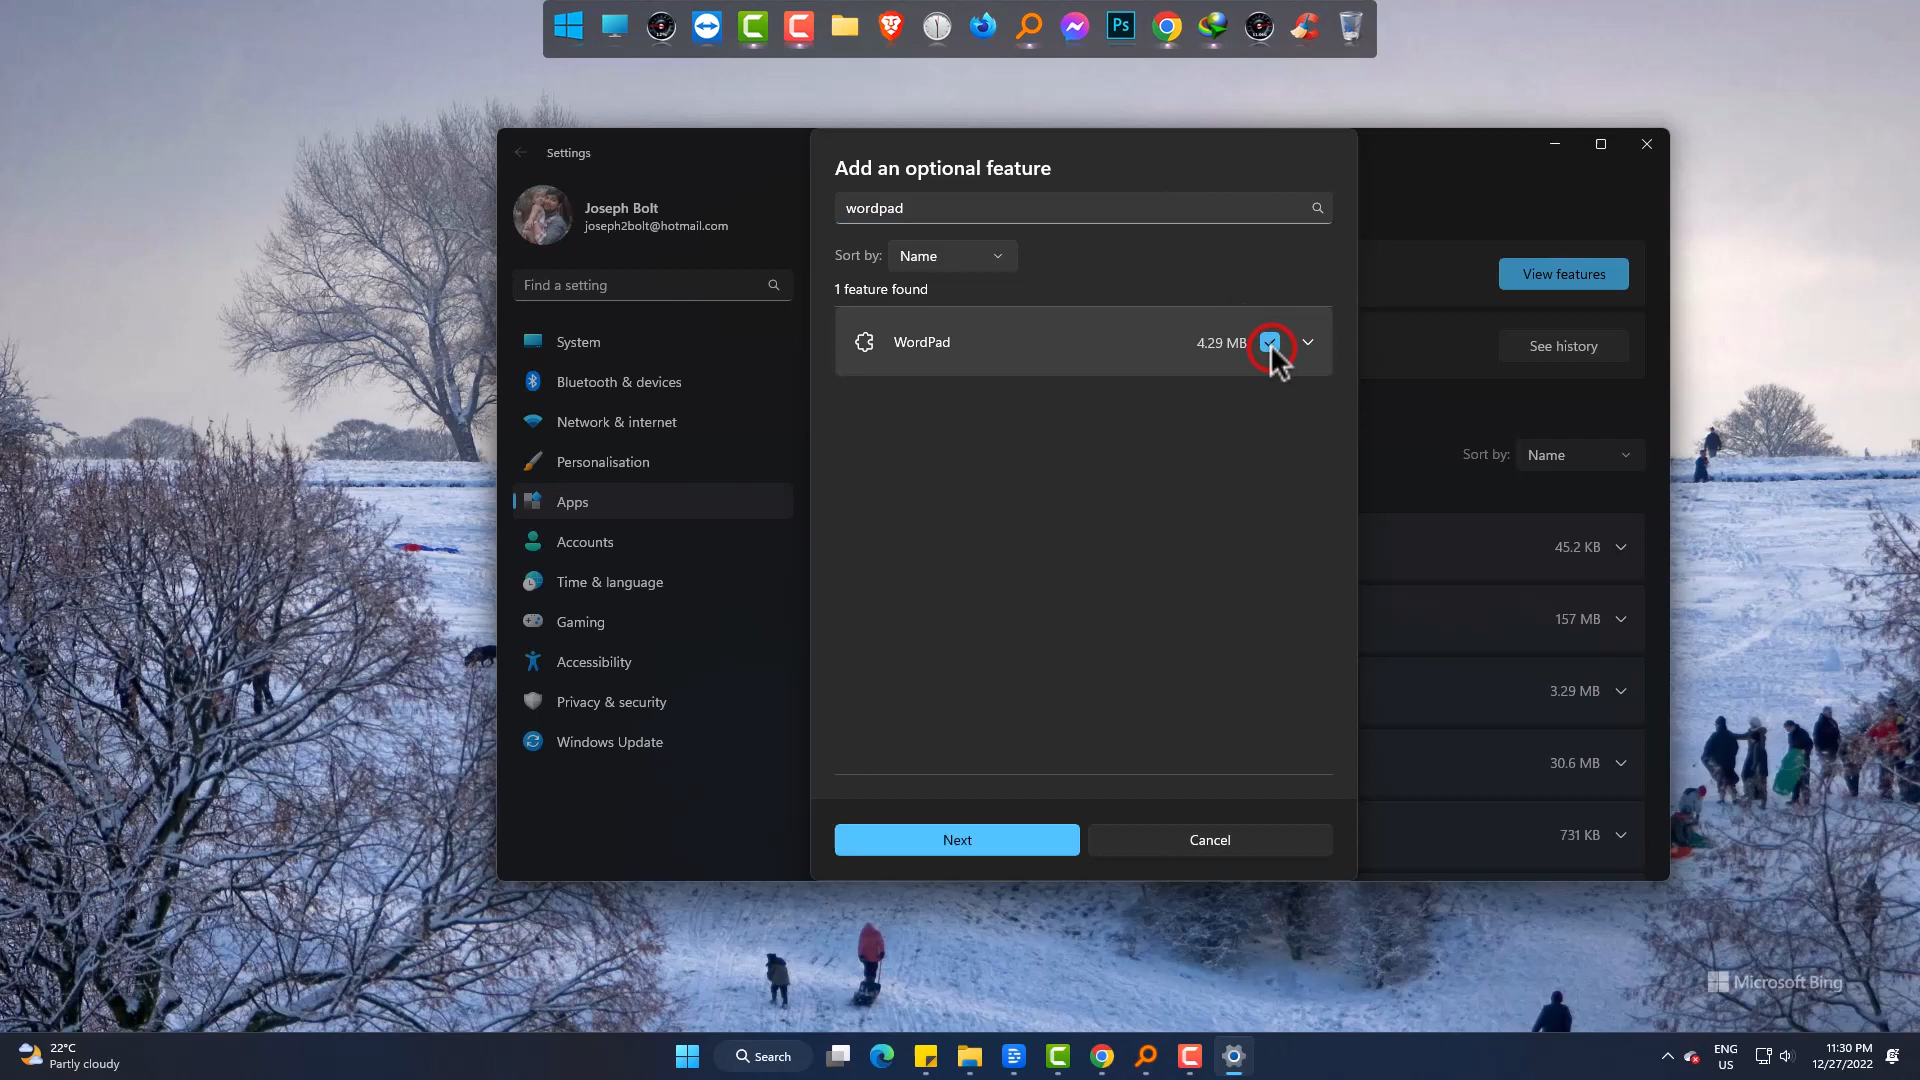 Ps
Settings
Joseph Bolt
joseph2bolt@hotmail.com
Find a setting
System
Bluetooth & devices
Network & internet
Personalisation
Apps
Accounts
Time & language
Gaming
Accessibility
Privacy & security
Windows Update
Add an optional feature
wordpad
Sort by: Name
1 feature found
WordPad 4.29 MB
Next Cancel
View features
See history
Sort by: Name
45.2 KB
157 MB
3.29 MB
30.6 MB
731 KB
Microsoft Bing
22°C
Partly cloudy
Search
ENG
US
11:30 PM
12/27/2022